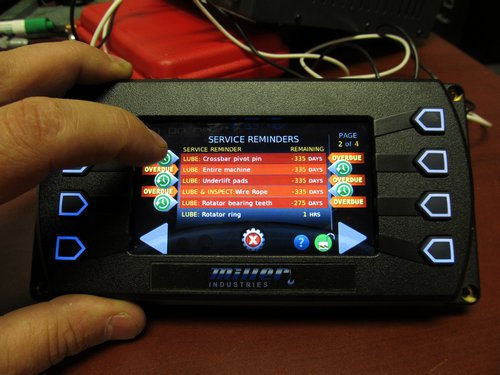 SERVICE REMINDERS
PAGE
2 of 4
SERVICE REMINDER REMAINING
LUBE: Crossbar pivot pin -335 DAYS OVERDUE
OVERDUE LUBE: Entire machine -335 DAYS
LUBE: Underlift pads -335 DAYS OVERDUE
OVERDUE LUBE & INSPECT: Wire Rope -335 DAYS
LUBE: Rotator bearing teeth -275 DAYS OVERDUE
LUBE: Rotator ring 1 HRS
X
?
miller
INDUSTRIES